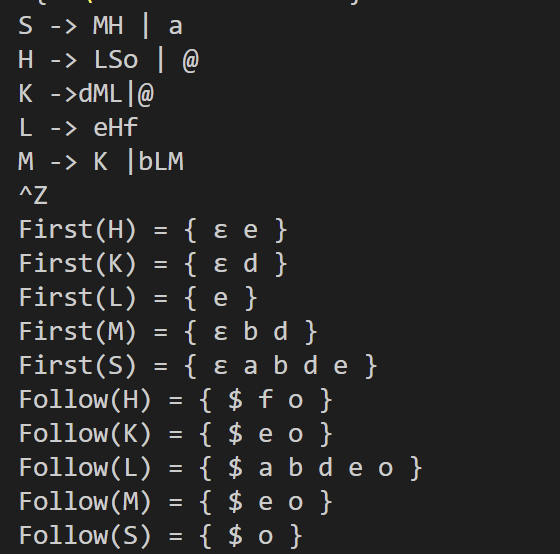 S -> MH | a
H -> LSo | @
K ->dML|@
L -> eHf
M -> K |bLM
^Z
First(H) = { ε e }
First(K) = { ε d }
First(L) = { e }
First(M) = { ε b d }
First(S) = { ε a b d e }
Follow(H) = { $ f o }
Follow(K) = { $ e o }
Follow(L) = { $ a b d e o }
Follow(M) = { $ e o }
Follow(S) = { $ o }